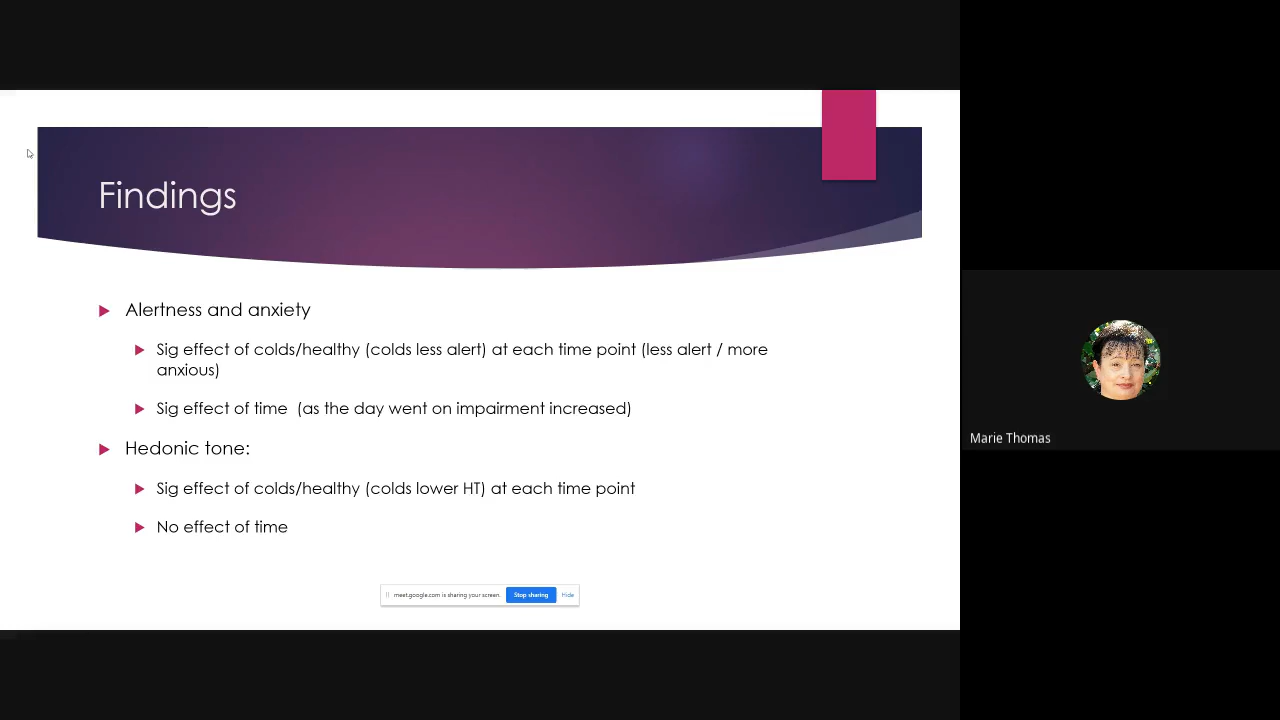 Findings
Alertness and anxiety
Sig effect of colds/healthy (colds less alert) at each time point (less alert / more
anxious)
Sig effect of time  (as the day went on impairment increased)
Hedonic tone:
Sig effect of colds/healthy (colds lower HT) at each time point
No effect of time
meet.google.com is sharing your screen. Stop sharing Hide
Marie Thomas